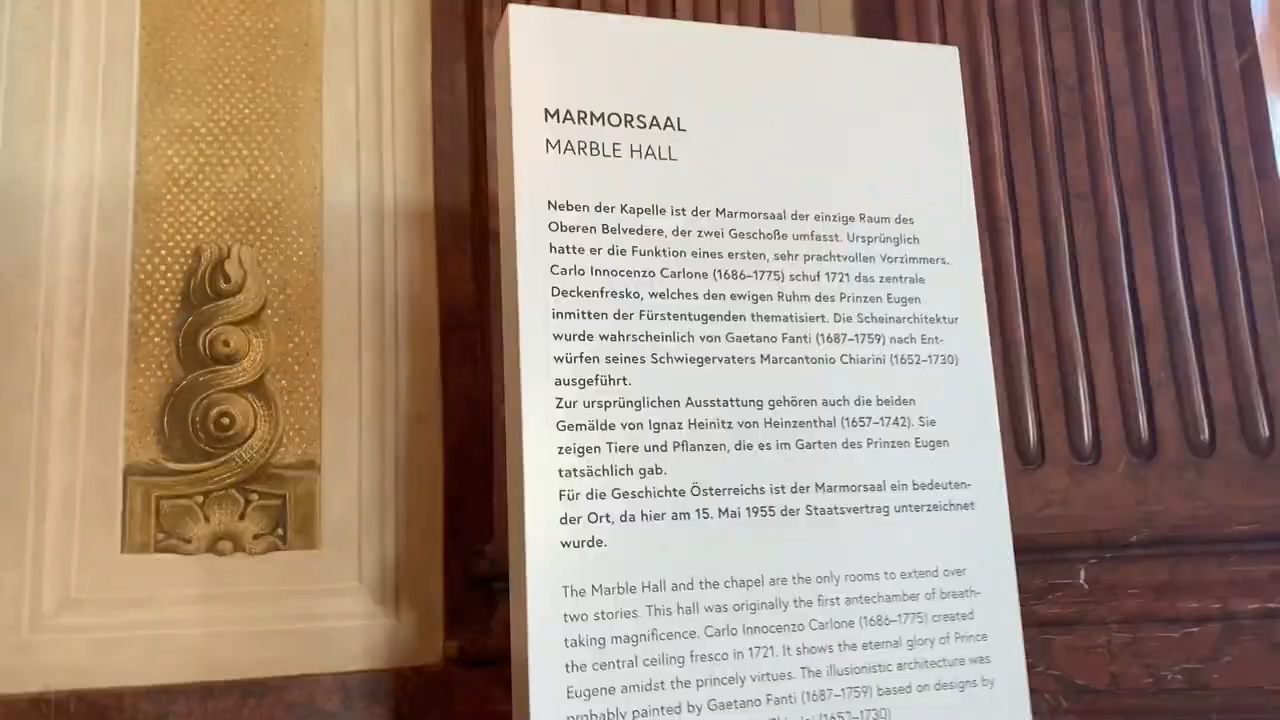 MARMORSAAL
MARBLE HALL
Neben der Kapelle ist der Marmorsaal der einzige Raum des
Oberen Belvedere, der zwei Geschoße umfasst. Ursprünglich
hatte er die Funktion eines ersten, sehr prachtvollen Vorzimmers.
Carlo Innocenzo Carlone (1686–1775) schuf 1721 das zentrale
Deckenfresko, welches den ewigen Ruhm des Prinzen Eugen
inmitten der Fürstentugenden thematisiert. Die Scheinarchitektur
wurde wahrscheinlich von Gaetano Fanti (1687–1759) nach Ent-
würfen seines Schwiegervaters Marcantonio Chiarini (1652–1730)
ausgeführt.
Zur ursprünglichen Ausstattung gehören auch die beiden
Gemälde von Ignaz Heinitz von Heinzenthal (1657–1742). Sie
zeigen Tiere und Pflanzen, die es im Garten des Prinzen Eugen
tatsächlich gab.
Für die Geschichte Österreichs ist der Marmorsaal ein bedeuten-
der Ort, da hier am 15. Mai 1955 der Staatsvertrag unterzeichnet
wurde.
The Marble Hall and the chapel are the only rooms to extend over
two stories. This hall was originally the first antechamber of breath-
taking magnificence. Carlo Innocenzo Carlone (1686–1775) created
the central ceiling fresco in 1721. It shows the eternal glory of Prince
Eugene amidst the princely virtues. The illusionistic architecture was
probably painted by Gaetano Fanti (1687–1759) based on designs by
(1652–1730)